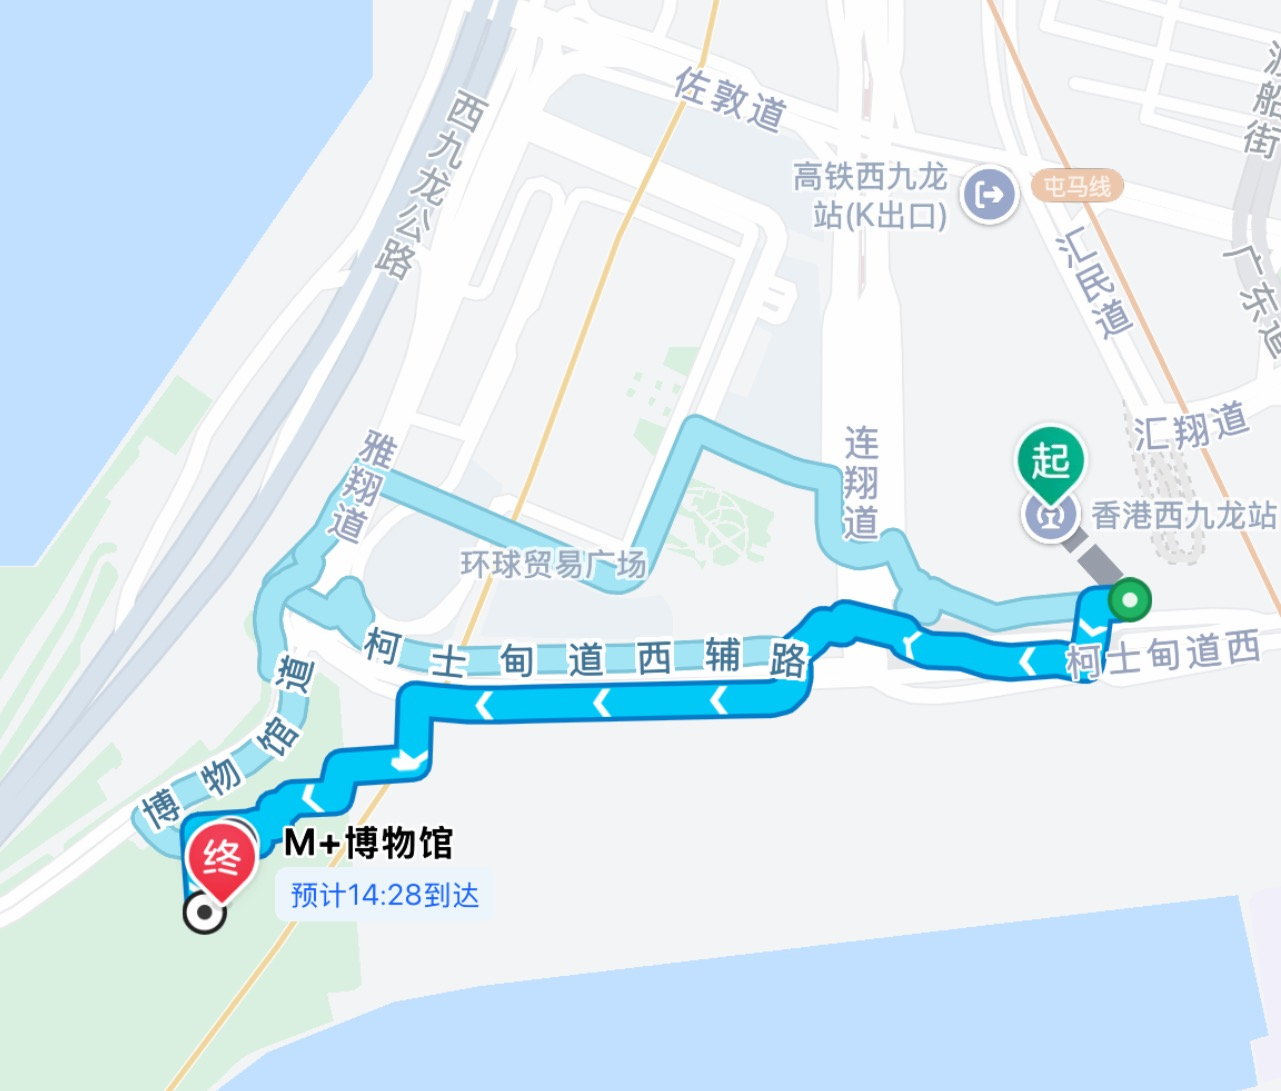 佐敦道
渡船街
西九龙公路
高铁西九龙
站(K出口)
屯马线
汇民道
广东道
汇翔道
雅翔道
连翔道
起
香港西九龙站
环球贸易广场
柯士甸道西辅路
柯士甸道西
博物馆道
终
M+博物馆
预计14:28到达